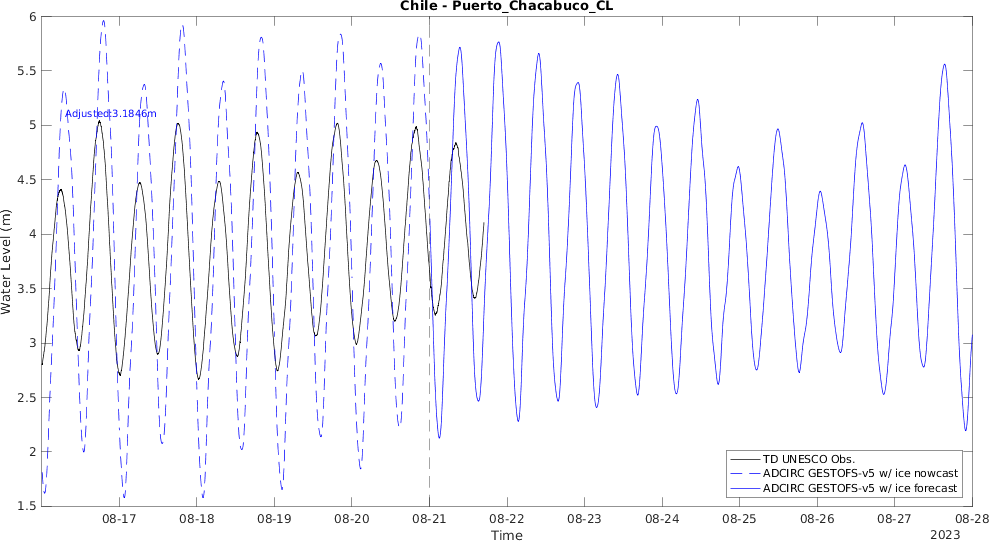 Chile - Puerto_Chacabuco_CL
6
5.5
5
4.5
4
3.5
3
2.5
2
1.5
Water Level (m)
Adjusted:3.1846m
TD UNESCO Obs.
ADCIRC GESTOFS-v5 w/ ice nowcast
ADCIRC GESTOFS-v5 w/ ice forecast
08-17 08-18 08-19 08-20 08-21 08-22 08-23 08-24 08-25 08-26 08-27 08-28
Time
2023